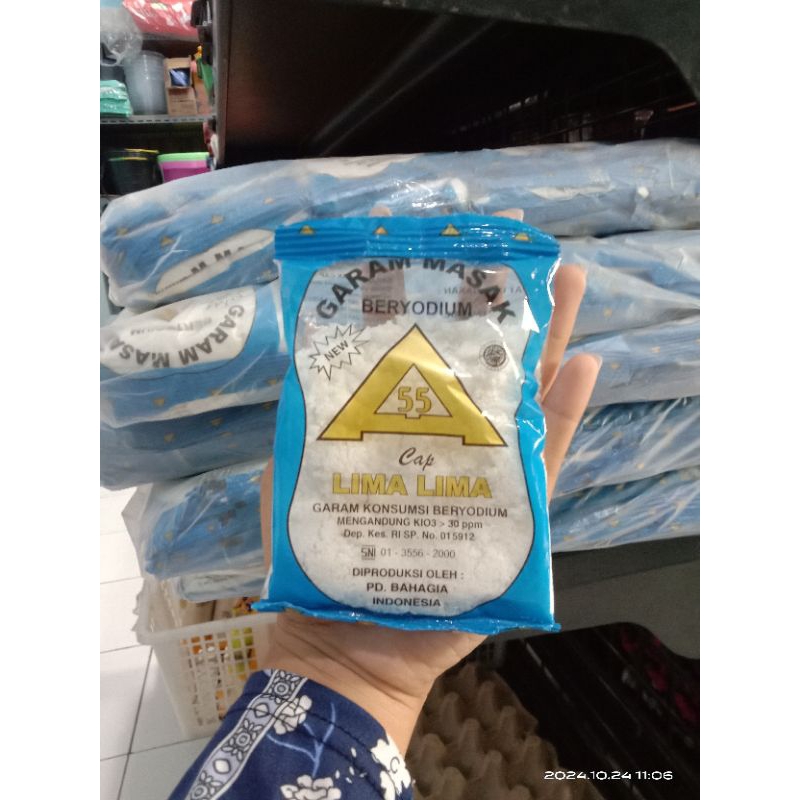 GARAM MASAK
BERYODIUM
NEW
55
Cap
LIMA LIMA
GARAM KONSUMSI BERYODIUM
MENGANDUNG KIO3 > 30 ppm
Dep. Kes. RI SP. No. 015912
SNI 01 - 3556 - 2000
DIPRODUKSI OLEH :
PD. BAHAGIA
INDONESIA
GARAM MASA
2024.10.24 11:06